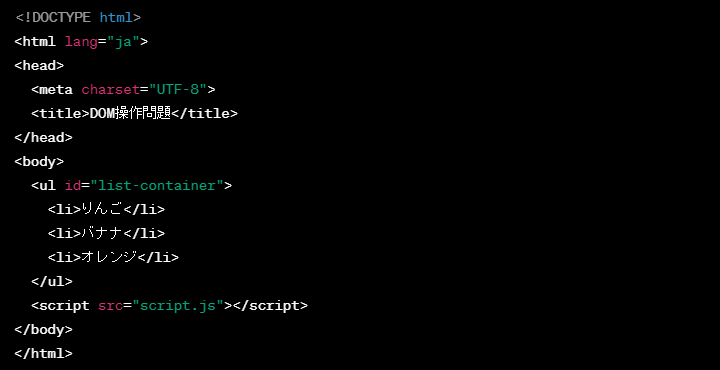 <!DOCTYPE html>
<html lang="ja">
<head>
  <meta charset="UTF-8">
  <title>DOM操作問題</title>
</head>
<body>
  <ul id="list-container">
    <li>りんご</li>
    <li>バナナ</li>
    <li>オレンジ</li>
  </ul>
  <script src="script.js"></script>
</body>
</html>